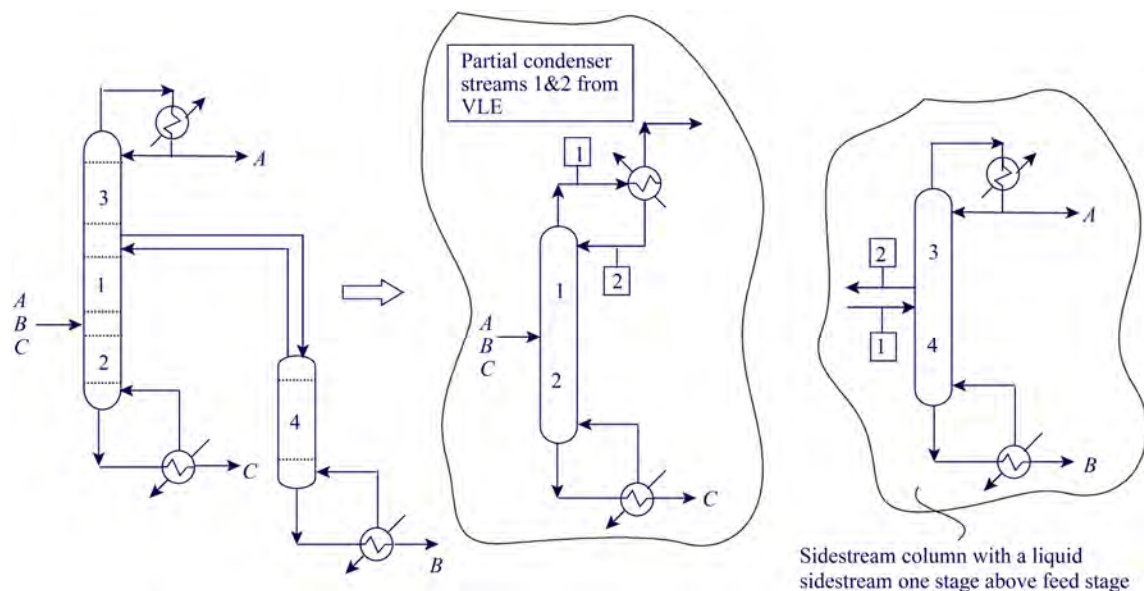 A
3
1
A
B
C
2
C
4
B
Partial condenser
streams 1&2 from
VLE
1
2
1
A
B
C
2
C
A
3
2
1
4
B
Sidestream column with a liquid
sidestream one stage above feed stage